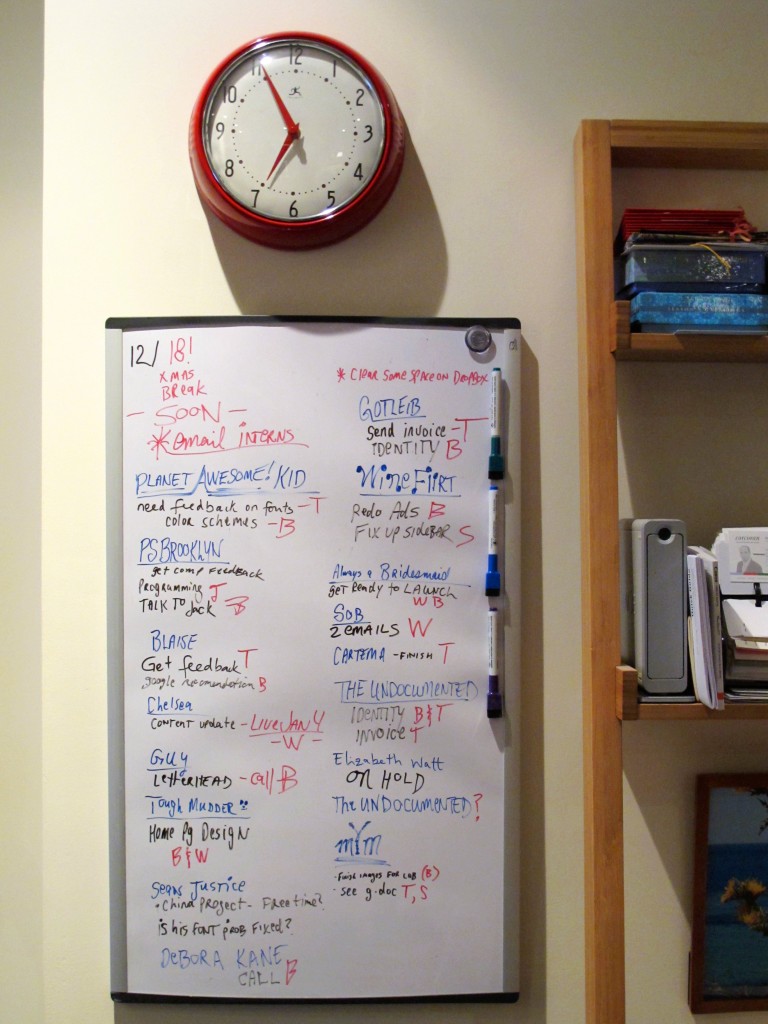 12
1
2
3
4
5
6
7
8
9
10
11
12/18!
XMAS
Break
- SOON -
*email INTERNS
PLANET AWESOME! KID
need feedback on fonts - T
color schemes - B
PSBROOKLYN
get comp FEEDBACK
Programming J
TALK TO Jack B
BLAISE
Get feedback T
google recomendation B
Chelsea
CONTENT UPDATE - LIVE JAN 4
- W -
GUY
LetterHEAD - call B
Tough MUDDER
Home Pg Design
B & W
Seans Justice
• China PROJECT - Free time?
is his FONT PROB FIXED?
DeBORA KANE
CALL B
* CLEAR SOME SPACE ON DROPBOX
GOTLEIB
Send invoice - T
IDENTITY B
WINE FlIRT
Redo Ads B
FIX UP SIDEBAR S
Always a Bridesmaid
GET Ready to LAUNCH
W B
SOB
2 EMAILS W
CARTEMA - FINISH T
THE UNDOCUMENTED
IDENTITY B & T
INVOICE T
Elizabeth Watt
ON HOLD
The UNDOCUMENTED?
mYm
• Finish images FOR LAB (B)
• see g.doc T, S